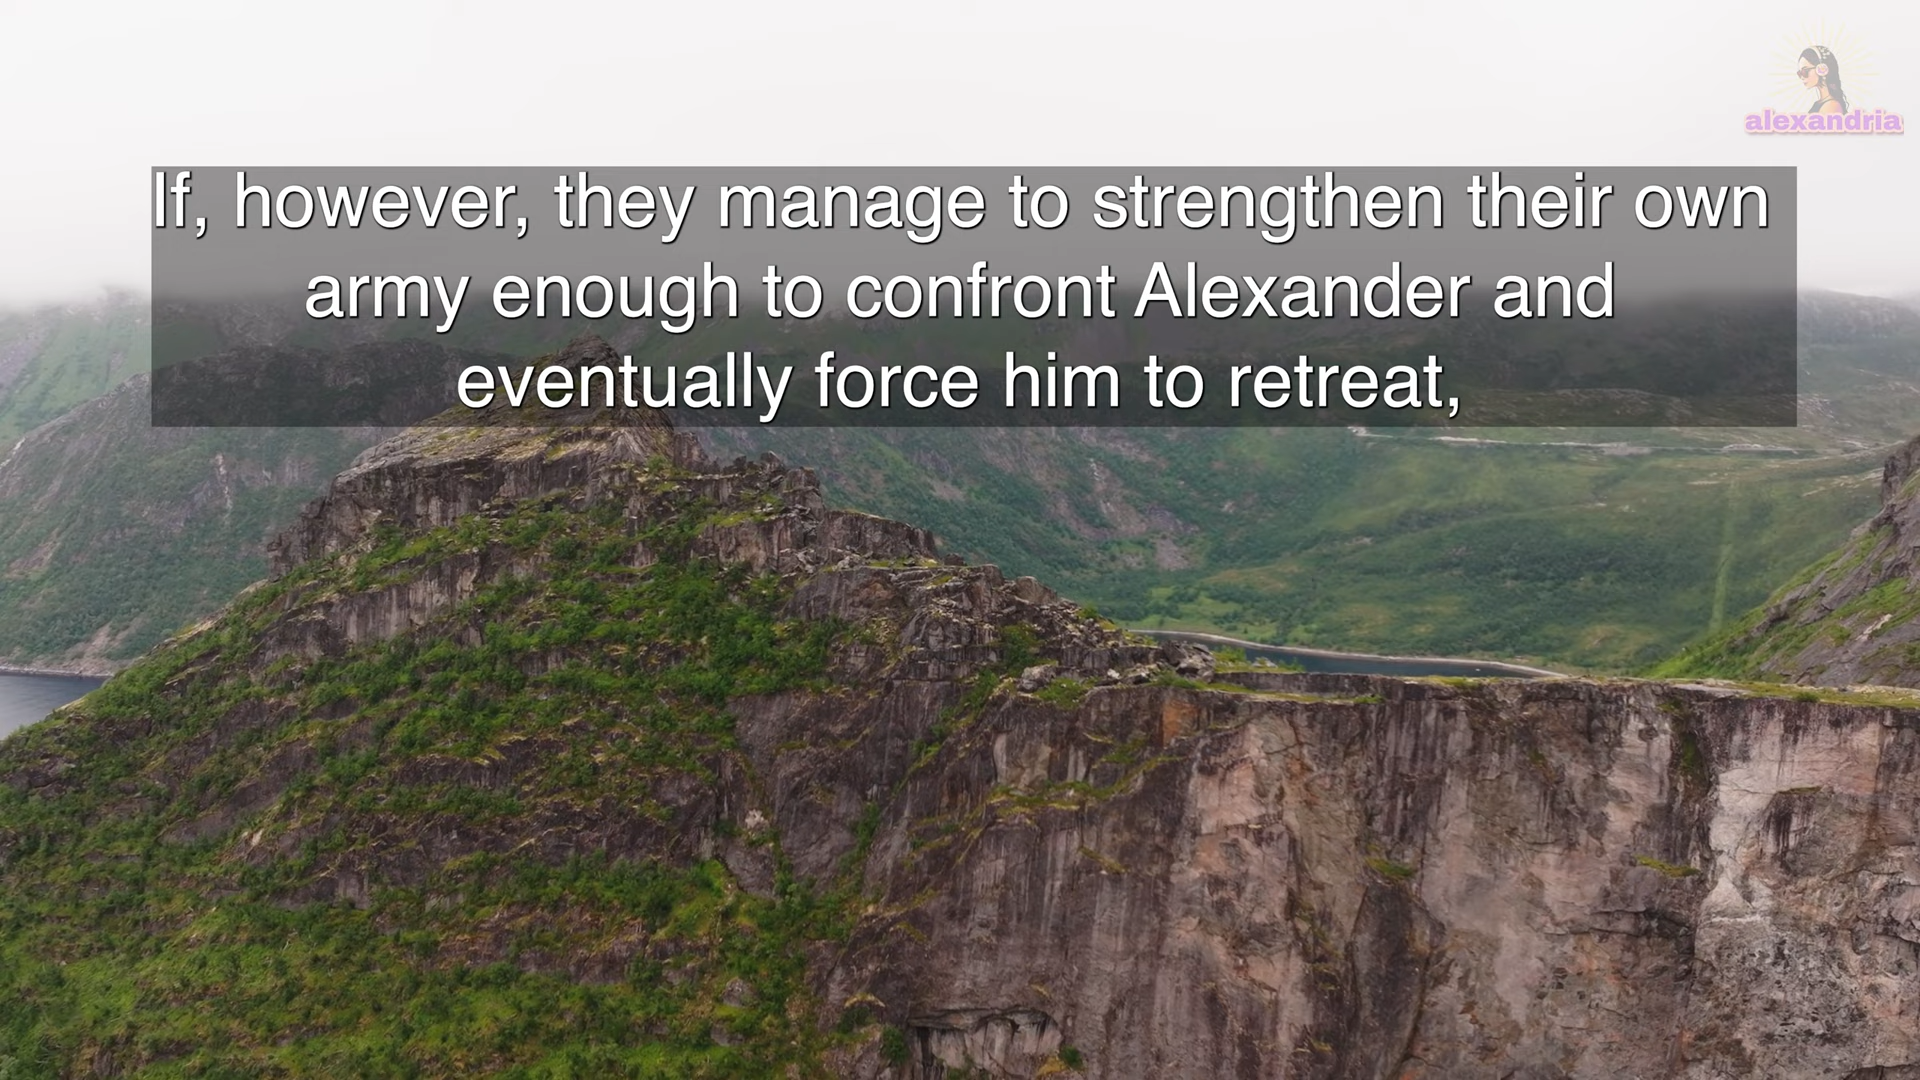 alexandria
If, however, they manage to strengthen their own
army enough to confront Alexander and
eventually force him to retreat,